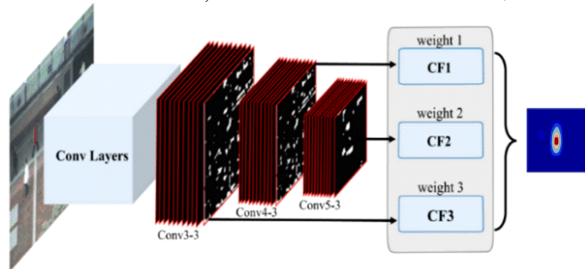 weight 1
CF1
weight 2
CF2
weight 3
CF3
Conv Layers
Conv3-3
Conv4-3
Conv5-3